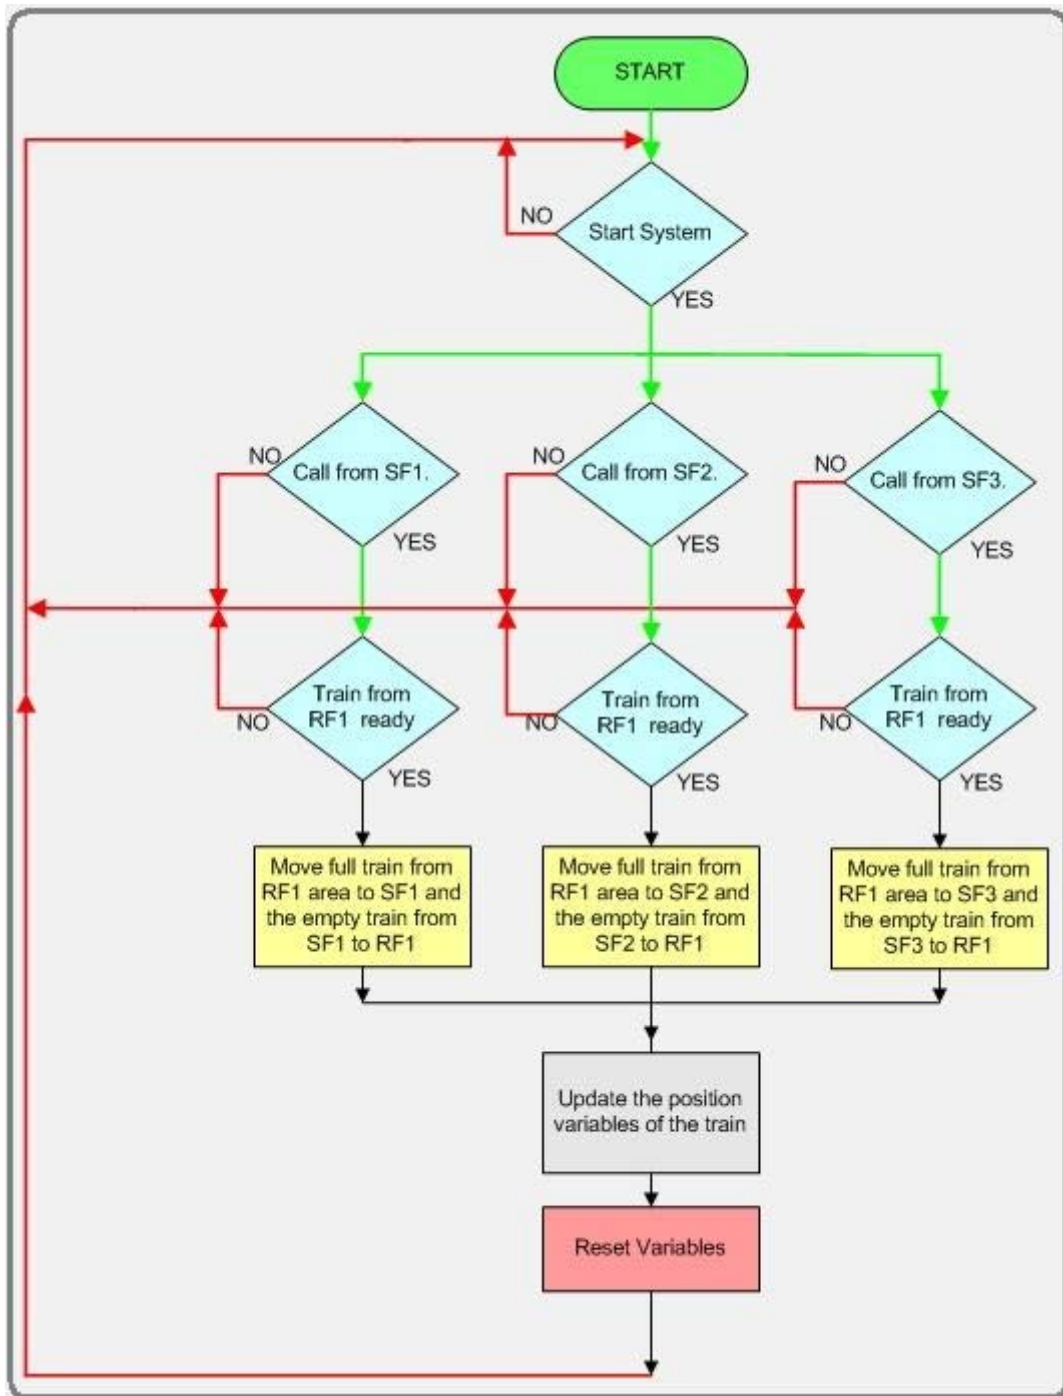 START
NO
Start System
YES
NO
Call from SF1.
YES
NO
Call from SF2.
YES
NO
Call from SF3.
YES
Train from
RF1 ready
NO
YES
Train from
RF1 ready
NO
YES
Train from
RF1 ready
NO
YES
Move full train from
RF1 area to SF1 and
the empty train from
SF1 to RF1
Move full train from
RF1 area to SF2 and
the empty train from
SF2 to RF1
Move full train from
RF1 area to SF3 and
the empty train from
SF3 to RF1
Update the position
variables of the train
Reset Variables